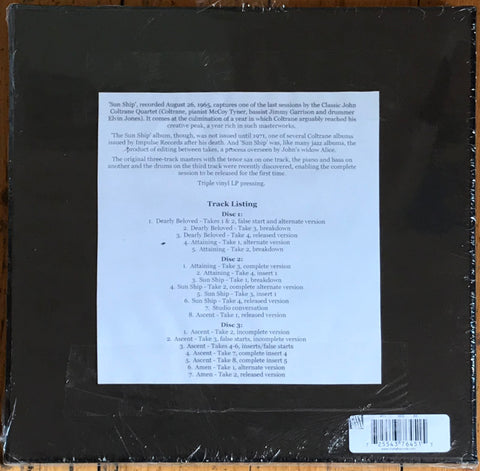 'Sun Ship', recorded August 26, 1965, captures one of the last sessions by the Classic John
Coltrane Quartet (Coltrane, pianist McCoy Tyner, bassist Jimmy Garrison and drummer
Elvin Jones). It comes at the culmination of a year in which Coltrane arguably reached his
creative peak, a year rich in such masterworks.
'The Sun Ship' album, though, was not issued until 1971, one of several Coltrane albums
issued by Impulse Records after his death. And 'Sun Ship' was, like many jazz albums, the
product of editing between takes, a process overseen by John's widow Alice.
The original three-track masters with the tenor sax on one track, the piano and bass on
another and the drums on the third track were recently discovered, enabling the complete
session to be released for the first time.
Triple vinyl LP pressing.
Track Listing
Disc 1:
1. Dearly Beloved - Takes 1 & 2, false start and alternate version
2. Dearly Beloved - Take 3, breakdown
3. Dearly Beloved - Take 4, released version
4. Attaining - Take 1, alternate version
5. Attaining - Take 2, breakdown
Disc 2:
1. Attaining - Take 3, complete version
2. Attaining - Take 4, insert 1
3. Sun Ship - Take 1, breakdown
4. Sun Ship - Take 2, complete alternate version
5. Sun Ship - Take 3, insert 1
6. Sun Ship - Take 4, released version
7. Studio conversation
8. Ascent - Take 1, alternate version
Disc 3:
1. Ascent - Take 2, incomplete version
2. Ascent - Take 3, false starts, incomplete version
3. Ascent - Takes 4-6, inserts/false starts
4. Ascent - Take 7, complete insert 4
5. Ascent - Take 8, complete insert 5
6. Amen - Take 1, alternate version
7. Amen - Take 2, released version